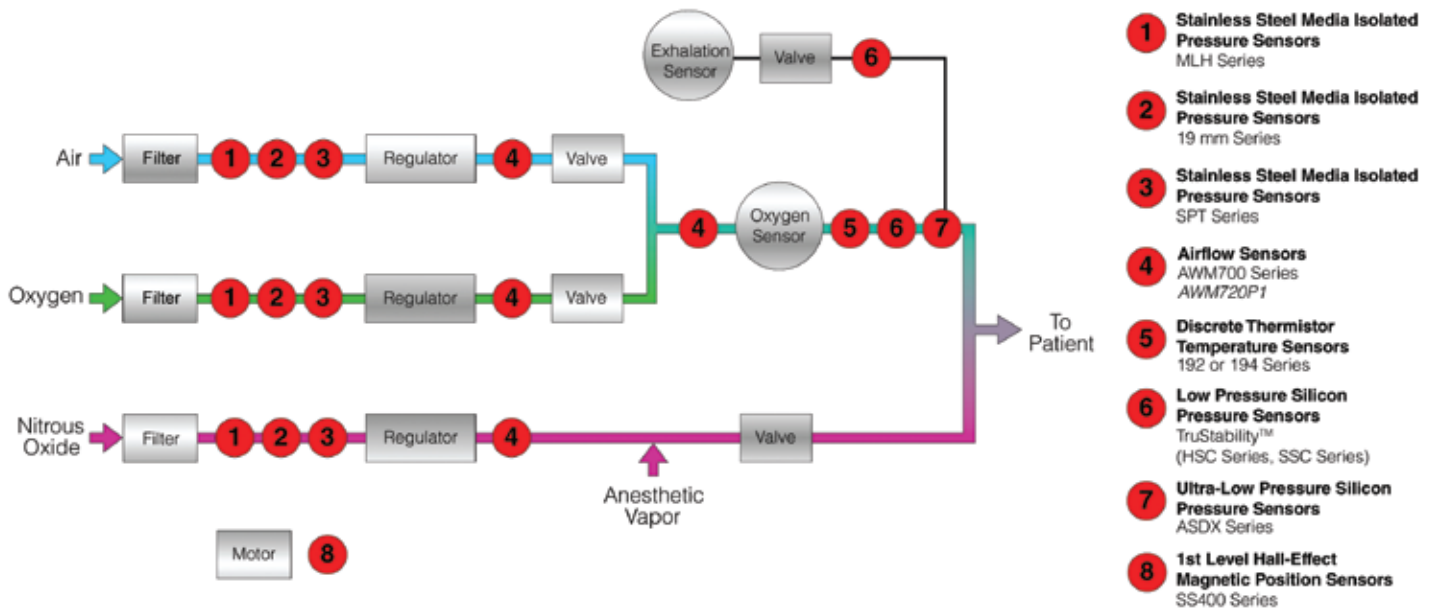 Exhalation
Sensor
Valve
6
Air
Filter
1
2
3
Regulator
4
Valve
4
Oxygen
Sensor
5
6
7
Oxygen
Filter
1
2
3
Regulator
4
Valve
To
Patient
Nitrous
Oxide
Filter
1
2
3
Regulator
4
Valve
Anesthetic
Vapor
Motor
8
1
Stainless Steel Media Isolated
Pressure Sensors
MLH Series
2
Stainless Steel Media Isolated
Pressure Sensors
19 mm Series
3
Stainless Steel Media Isolated
Pressure Sensors
SPT Series
4
Airflow Sensors
AWM700 Series
AWM720P1
5
Discrete Thermistor
Temperature Sensors
192 or 194 Series
6
Low Pressure Silicon
Pressure Sensors
TruStability™
(HSC Series, SSC Series)
7
Ultra-Low Pressure Silicon
Pressure Sensors
ASDX Series
8
1st Level Hall-Effect
Magnetic Position Sensors
SS400 Series